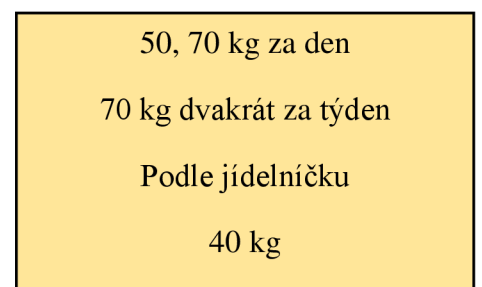 50, 70 kg za den
70 kg dvakrát za týden
Podle jídelníčku
40 kg